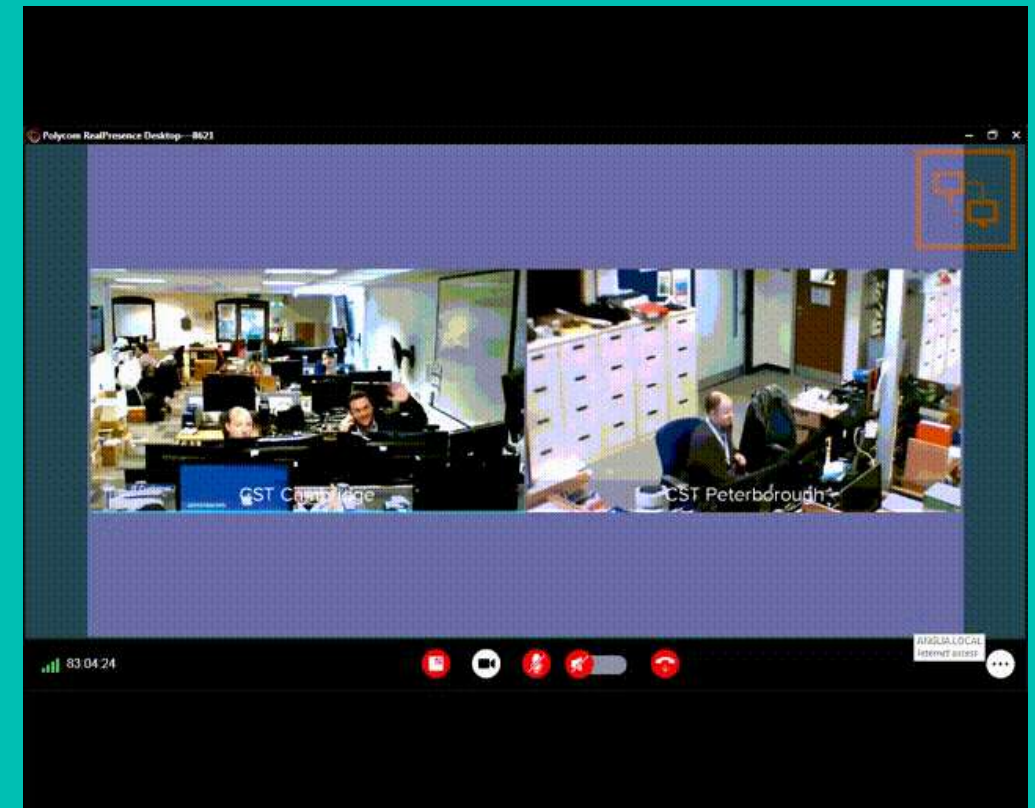 Polycom RealPresence Desktop 8621
CST Cambridge
CST Peterborough
ANGLIA.LOCAL
Internet access
83:04:24